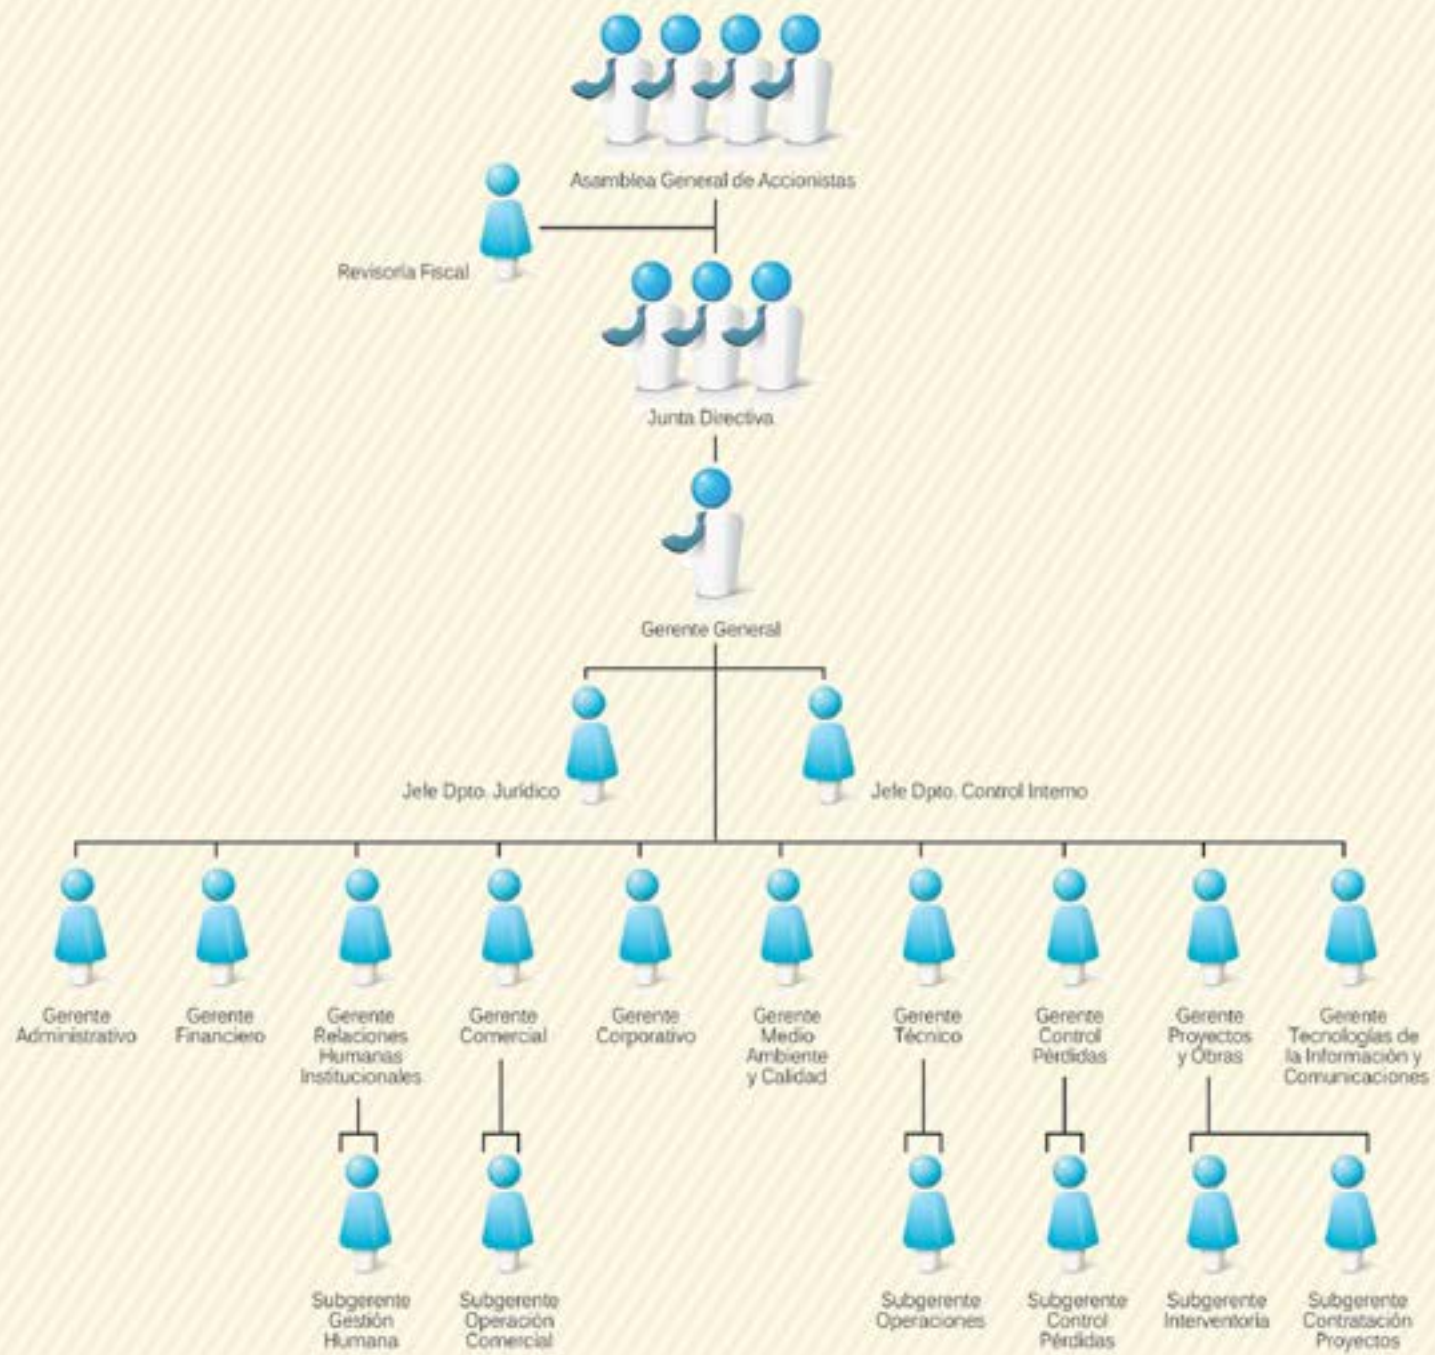 Asamblea General de Accionistas
Revisoría Fiscal
Junta Directiva
Gerente General
Jefe Dpto. Jurídico
Jefe Dpto. Control Interno
Gerente
Administrativo
Gerente
Financiero
Gerente
Relaciones
Humanas
Institucionales
Gerente
Comercial
Gerente
Corporativo
Gerente
Medio
Ambiente
y Calidad
Gerente
Técnico
Gerente
Control
Pérdidas
Gerente
Proyectos
y Obras
Gerente
Tecnologías de
la Información y
Comunicaciones
Subgerente
Gestión
Humana
Subgerente
Operación
Comercial
Subgerente
Operaciones
Subgerente
Control
Pérdidas
Subgerente
Interventoría
Subgerente
Contratación
Proyectos